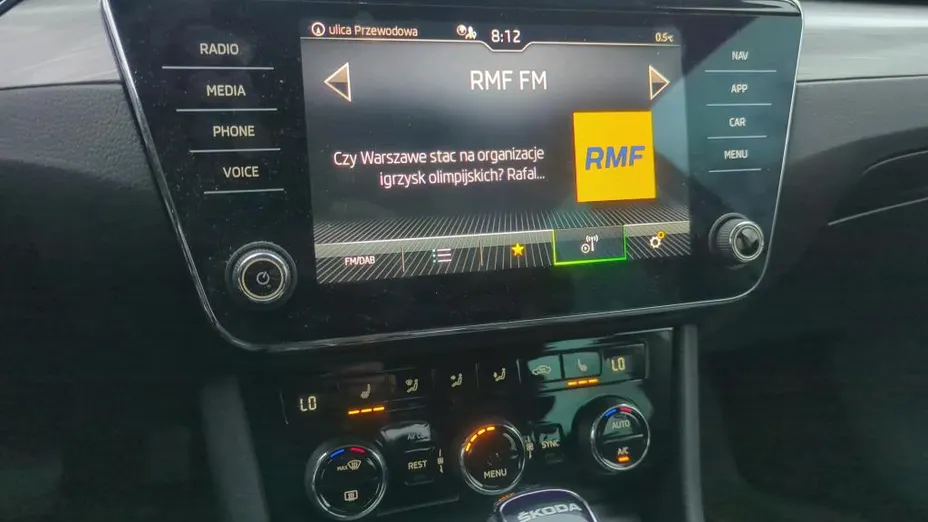 ulica Przewodowa
8:12
0.5°C
RADIO
MEDIA
PHONE
VOICE
RMF FM
Czy Warszawe stac na organizacje
igrzysk olimpijskich? Rafal...
RMF
FM/DAB
NAV
APP
CAR
MENU
LO
LO
MAX
REST
MENU
SYNC
AUTO
A/C
ŠKODA